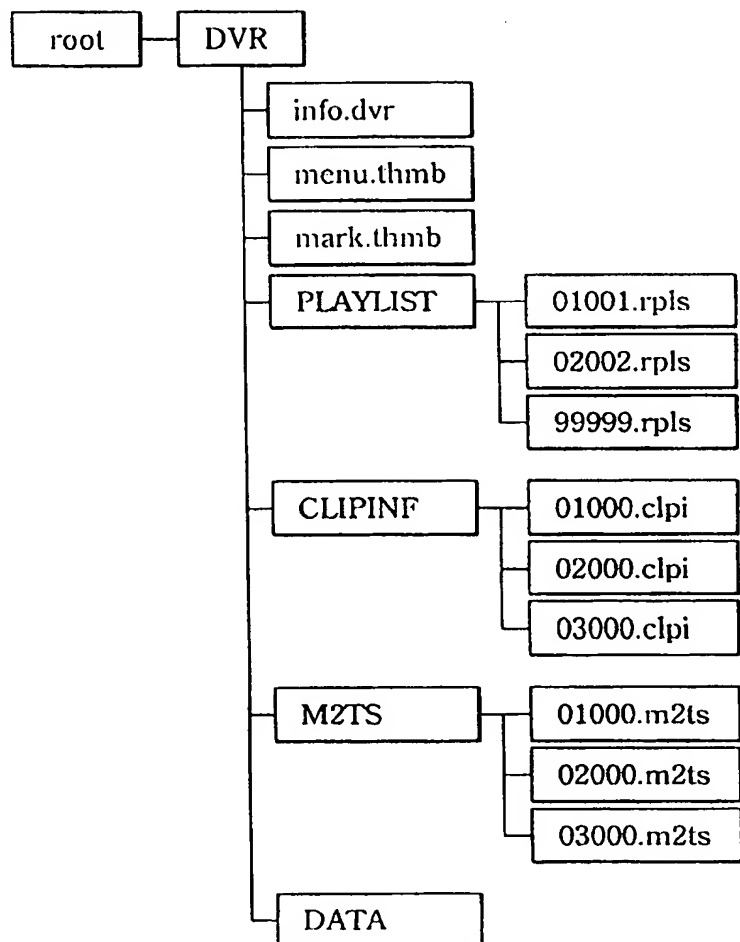 root DVR
info.dvr
menu.thmb
mark.thmb
PLAYLIST 01001.rpls
02002.rpls
99999.rpls
CLIPINF 01000.clpi
02000.clpi
03000.clpi
M2TS 01000.m2ts
02000.m2ts
03000.m2ts
DATA